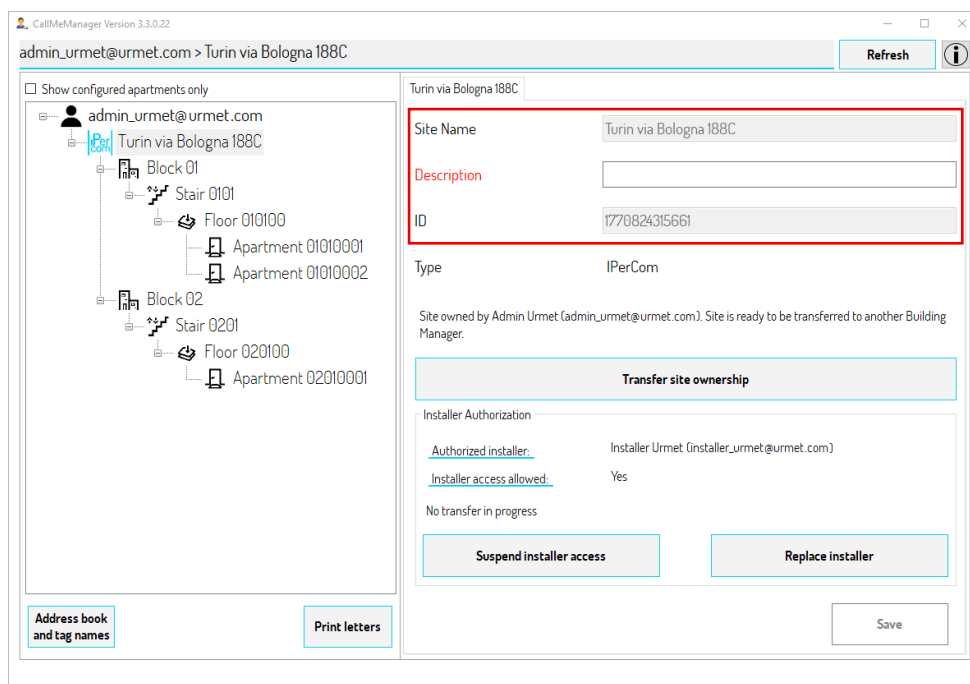 CallMeManager Version 3.3.0.22
admin_urmet@urmet.com > Turin via Bologna 188C
Refresh
Show configured apartments only
admin_urmet@urmet.com
iPer com Turin via Bologna 188C
Block 01
Stair 0101
Floor 010100
Apartment 01010001
Apartment 01010002
Block 02
Stair 0201
Floor 020100
Apartment 02010001
Address book
and tag names
Print letters
Turin via Bologna 188C
Site Name Turin via Bologna 188C
Description
ID 1770824315661
Type IPerCom
Site owned by Admin Urmet (admin_urmet@urmet.com). Site is ready to be transferred to another Building
Manager.
Transfer site ownership
Installer Authorization
Authorized installer: Installer Urmet (installer_urmet@urmet.com)
Installer access allowed: Yes
No transfer in progress
Suspend installer access
Replace installer
Save